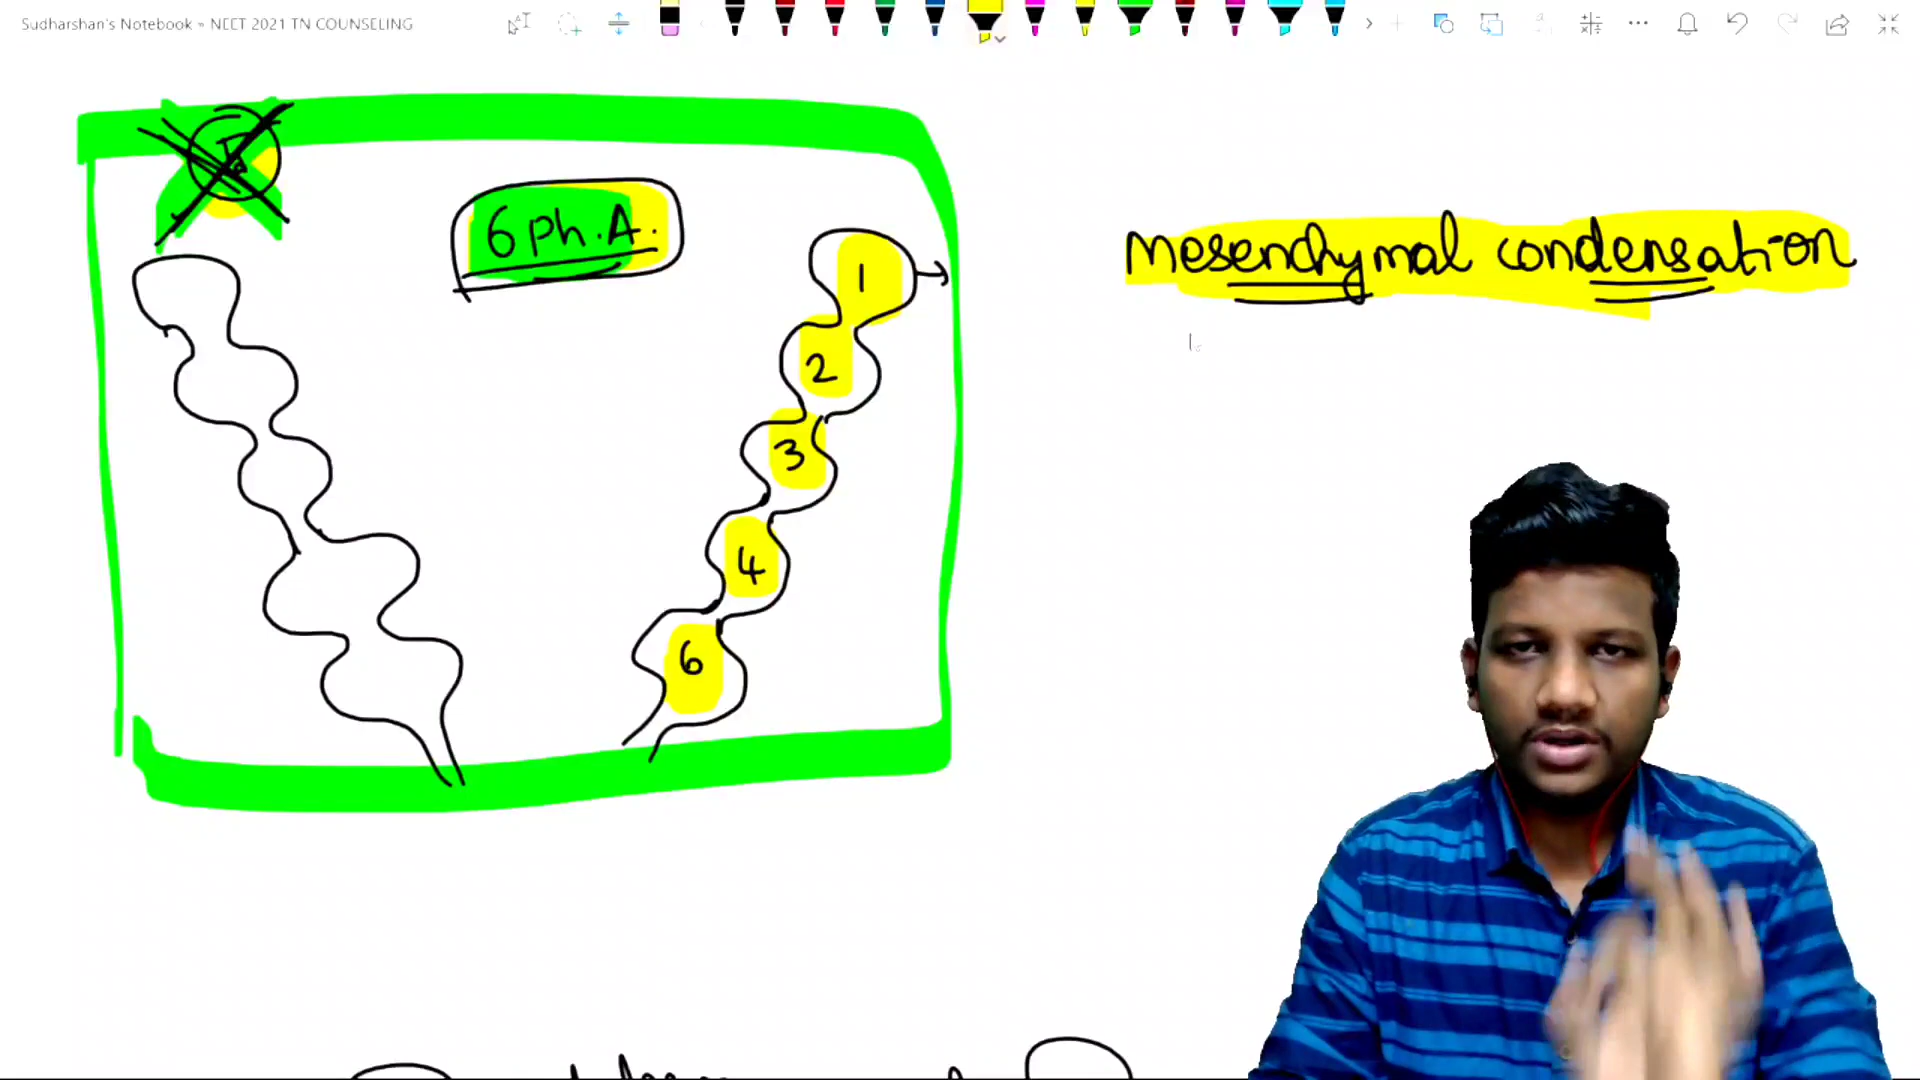 Sudharshan's Notebook » NEET 2021 TN COUNSELING
6 Ph.A.
Mesenchymal condensation
1
2
3
4
6